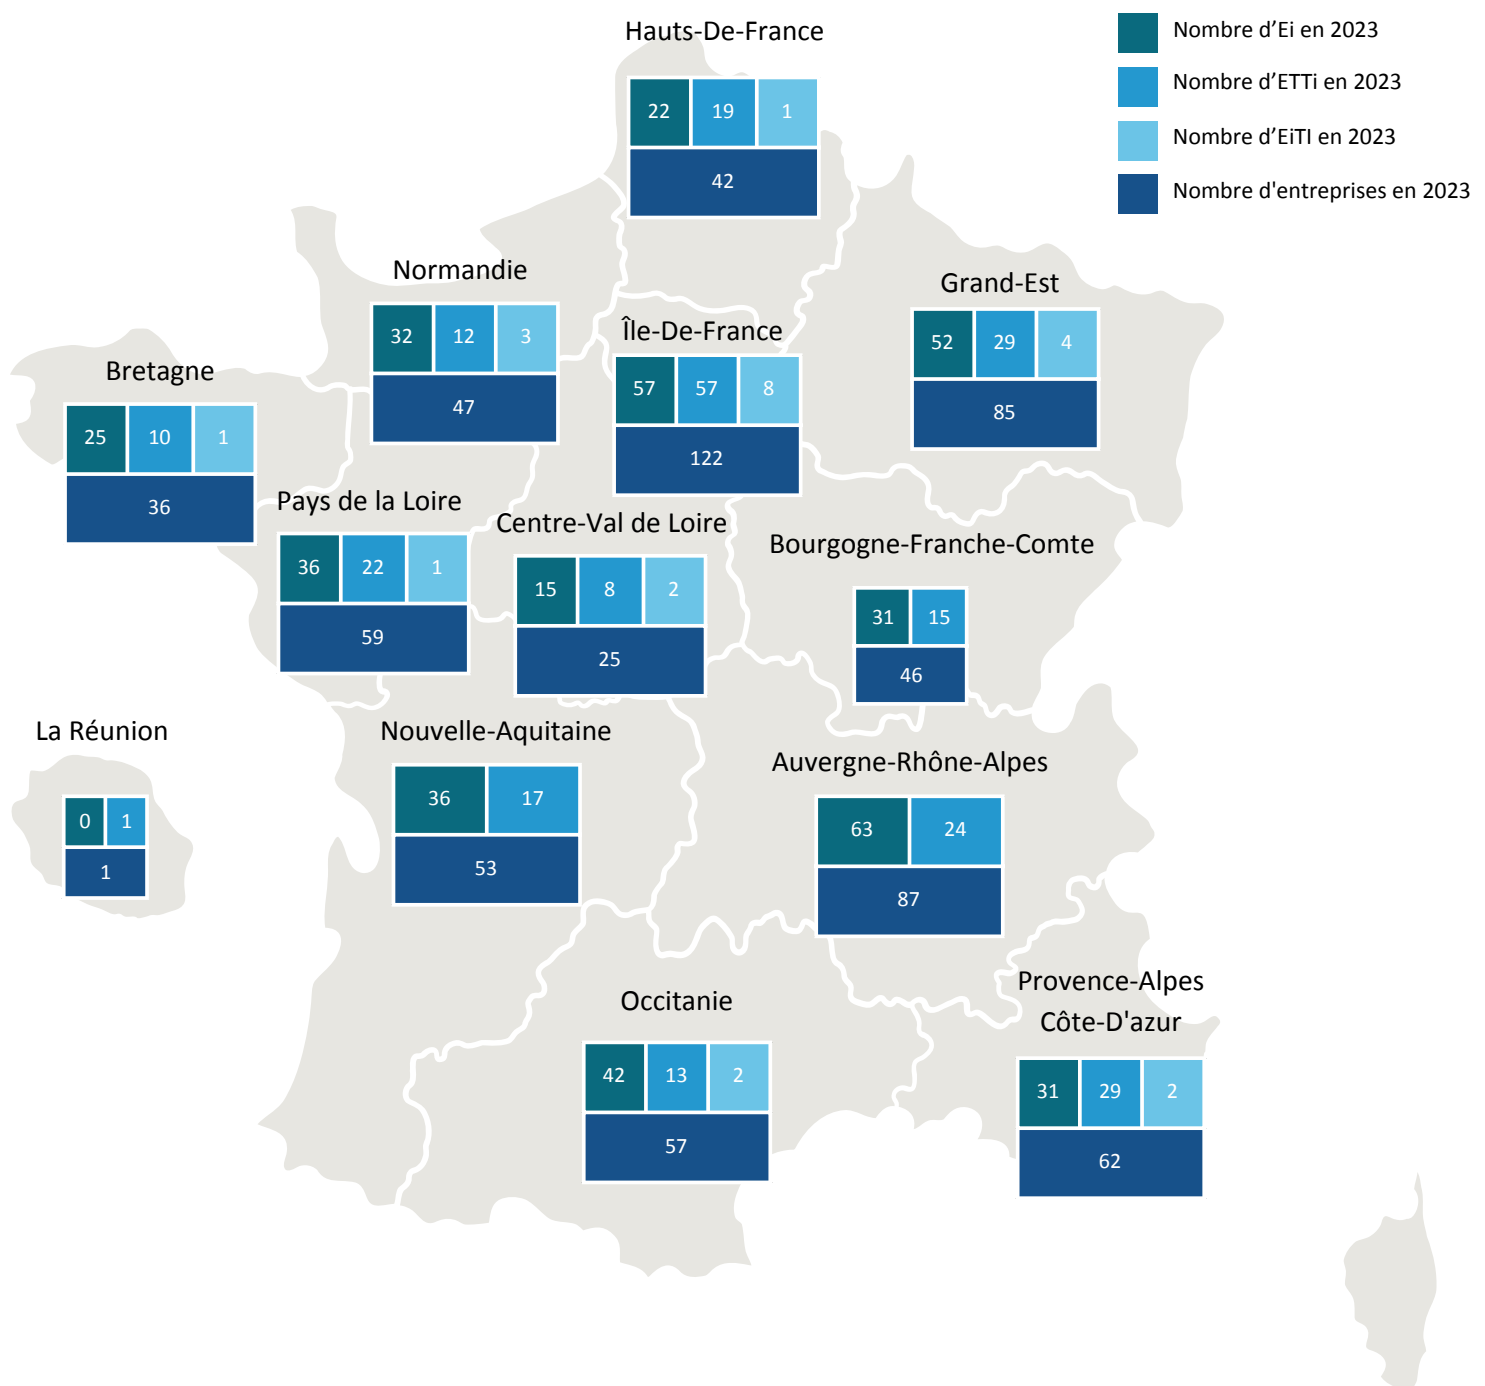 Hauts-De-France
22 19 1
42
Nombre d’Ei en 2023
Nombre d’ETTi en 2023
Nombre d’EiTI en 2023
Nombre d'entreprises en 2023
Normandie
32 12 3
47
Île-De-France
57 57 8
122
Grand-Est
52 29 4
85
Bretagne
25 10 1
36
Pays de la Loire
36 22 1
59
Centre-Val de Loire
15 8 2
25
Bourgogne-Franche-Comte
31 15
46
La Réunion
0 1
1
Nouvelle-Aquitaine
36 17
53
Auvergne-Rhône-Alpes
63 24
87
Occitanie
42 13 2
57
Provence-Alpes
Côte-D'azur
31 29 2
62